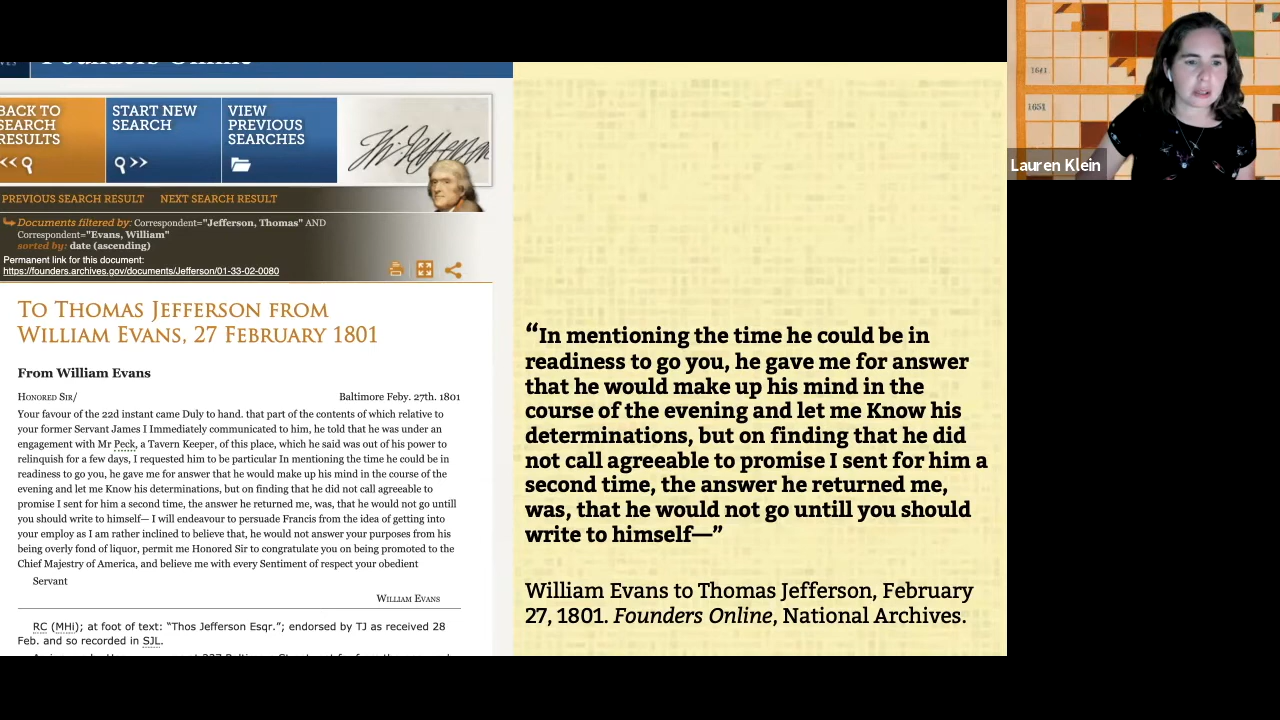 Founders Online
BACK TO
SEARCH
RESULTS
START NEW
SEARCH
VIEW
PREVIOUS
SEARCHES
Th: Jefferson
PREVIOUS SEARCH RESULT NEXT SEARCH RESULT
Documents filtered by: Correspondent="Jefferson, Thomas" AND
Correspondent="Evans, William"
sorted by: date (ascending)
Permanent link for this document:
https://founders.archives.gov/documents/Jefferson/01-33-02-0080
To Thomas Jefferson from
William Evans, 27 February 1801
From William Evans
Honored Sir/ Baltimore Feby. 27th. 1801
Your favour of the 22d instant came Duly to hand. that part of the contents of which relative to
your former Servant James I Immediately communicated to him, he told that he was under an
engagement with Mr Peck, a Tavern Keeper, of this place, which he said was out of his power to
relinquish for a few days, I requested him to be particular In mentioning the time he could be in
readiness to go you, he gave me for answer that he would make up his mind in the course of the
evening and let me Know his determinations, but on finding that he did not call agreeable to
promise I sent for him a second time, the answer he returned me, was, that he would not go untill
you should write to himself— I will endeavour to persuade Francis from the idea of getting into
your employ as I am rather inclined to believe that, he would not answer your purposes from his
being overly fond of liquor, permit me Honored Sir to congratulate you on being promoted to the
Chief Majestry of America, and believe me with every Sentiment of respect your obedient
Servant
William Evans
RC (MHi); at foot of text: “Thos Jefferson Esqr.”; endorsed by TJ as received 28
Feb. and so recorded in SJL.
“In mentioning the time he could be in
readiness to go you, he gave me for answer
that he would make up his mind in the
course of the evening and let me Know his
determinations, but on finding that he did
not call agreeable to promise I sent for him a
second time, the answer he returned me,
was, that he would not go untill you should
write to himself—”
William Evans to Thomas Jefferson, February
27, 1801. Founders Online, National Archives.
1641
1651
Lauren Klein